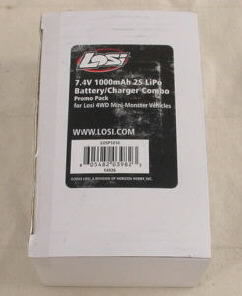 LOSI
7.4V 1000mAh 2S LiPo
Battery/Charger Combo
Promo Pack
for Losi 4WD Mini-Monster Vehicles
WWW.LOSI.COM
LOSP1010